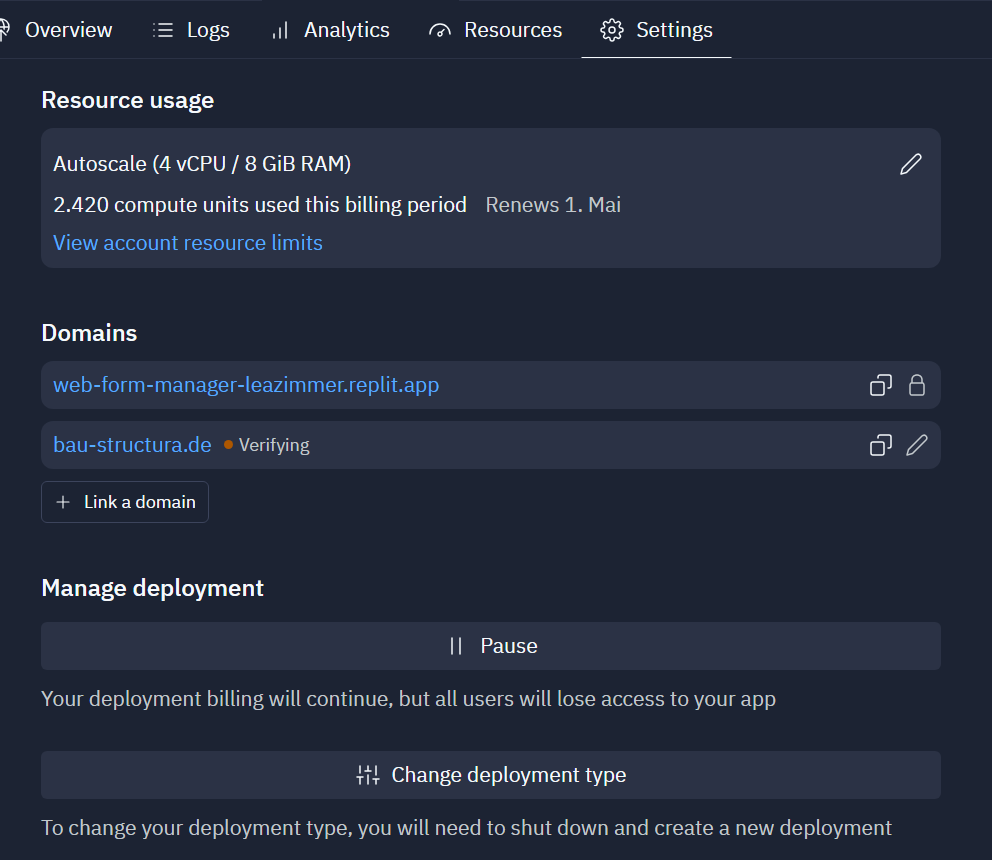 Overview Logs Analytics Resources Settings
Resource usage
Autoscale (4 vCPU / 8 GiB RAM)
2.420 compute units used this billing period Renews 1. Mai
View account resource limits
Domains
web-form-manager-leazimmer.replit.app
bau-structura.de Verifying
+ Link a domain
Manage deployment
Pause
Your deployment billing will continue, but all users will lose access to your app
Change deployment type
To change your deployment type, you will need to shut down and create a new deployment